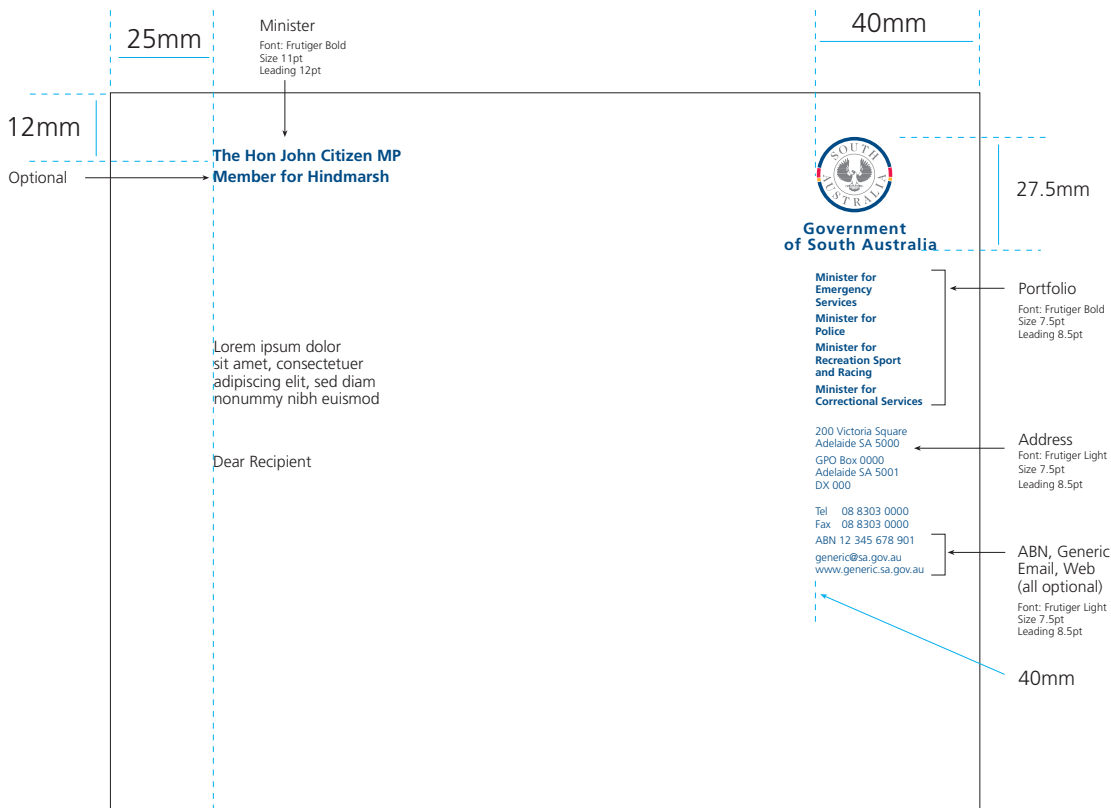 25mm
Minister
Font: Frutiger Bold
Size 11pt
Leading 12pt
40mm
12mm
Optional
The Hon John Citizen MP
Member for Hindmarsh
SOUTH
AUSTRALIA
Government
of South Australia
27.5mm
Minister for
Emergency
Services
Minister for
Police
Minister for
Recreation Sport
and Racing
Minister for
Correctional Services
Portfolio
Font: Frutiger Bold
Size 7.5pt
Leading 8.5pt
Lorem ipsum dolor
sit amet, consectetuer
adipiscing elit, sed diam
nonummy nibh euismod
Dear Recipient
200 Victoria Square
Adelaide SA 5000
GPO Box 0000
Adelaide SA 5001
DX 000
Address
Font: Frutiger Light
Size 7.5pt
Leading 8.5pt
Tel 08 8303 0000
Fax 08 8303 0000
ABN 12 345 678 901
generic@sa.gov.au
www.generic.sa.gov.au
ABN, Generic
Email, Web
(all optional)
Font: Frutiger Light
Size 7.5pt
Leading 8.5pt
40mm